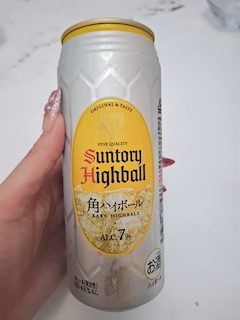 ORIGINAL & TASTY
FINE QUALITY
Suntory
Highball
角ハイボール
KAKU HIGHBALL
ALC.7%
お酒